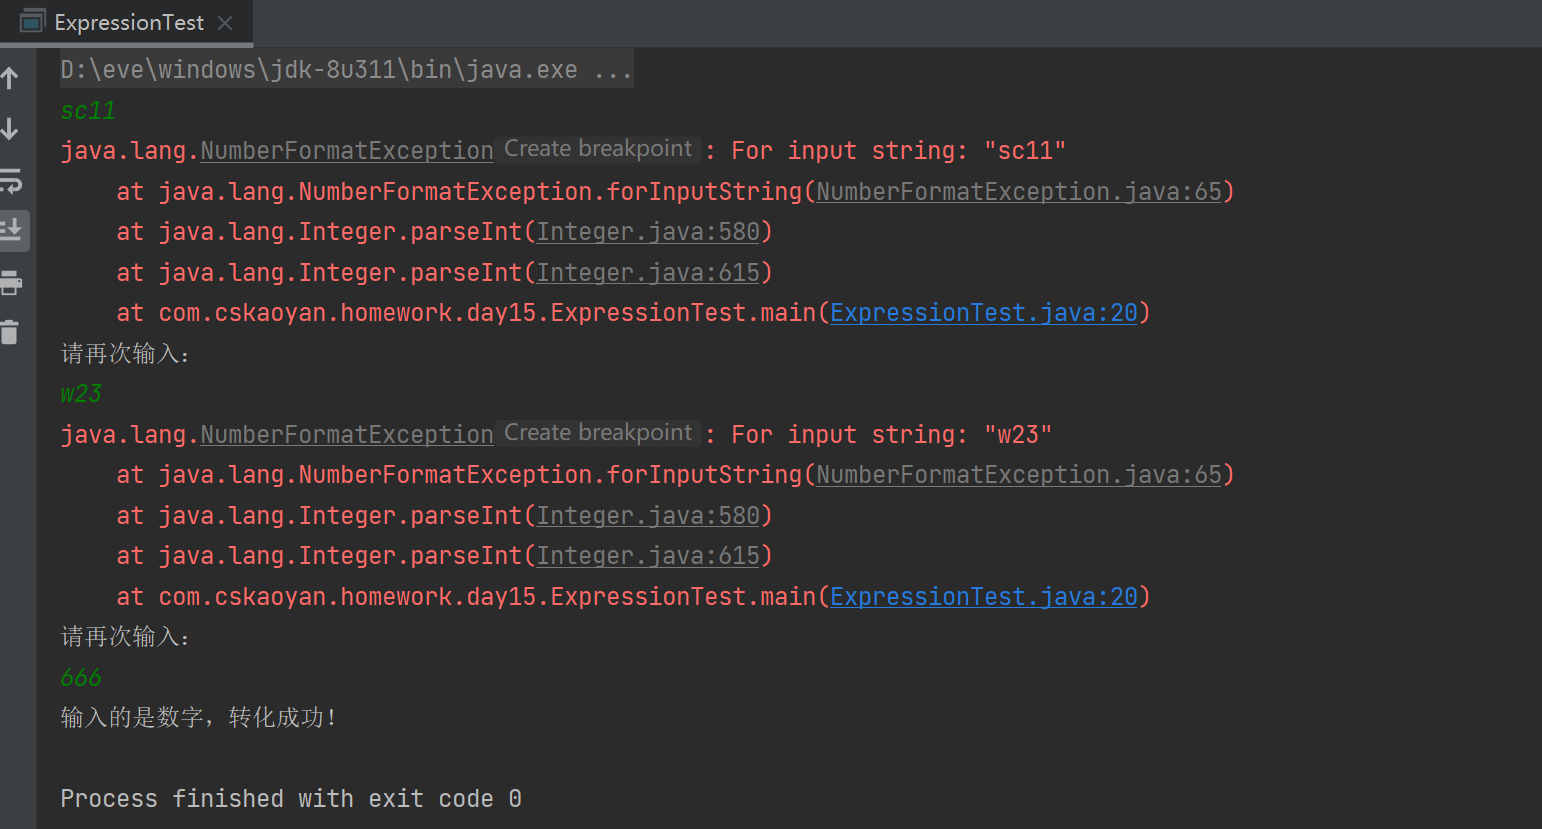 ExpressionTest
D:\eve\windows\jdk-8u311\bin\java.exe ...
sc11
java.lang.NumberFormatException Create breakpoint : For input string: "sc11"
at java.lang.NumberFormatException.forInputString(NumberFormatException.java:65)
at java.lang.Integer.parseInt(Integer.java:580)
at java.lang.Integer.parseInt(Integer.java:615)
at com.cskaoyan.homework.day15.ExpressionTest.main(ExpressionTest.java:20)
请再次输入：
w23
java.lang.NumberFormatException Create breakpoint : For input string: "w23"
at java.lang.NumberFormatException.forInputString(NumberFormatException.java:65)
at java.lang.Integer.parseInt(Integer.java:580)
at java.lang.Integer.parseInt(Integer.java:615)
at com.cskaoyan.homework.day15.ExpressionTest.main(ExpressionTest.java:20)
请再次输入：
666
输入的是数字，转化成功！
Process finished with exit code 0